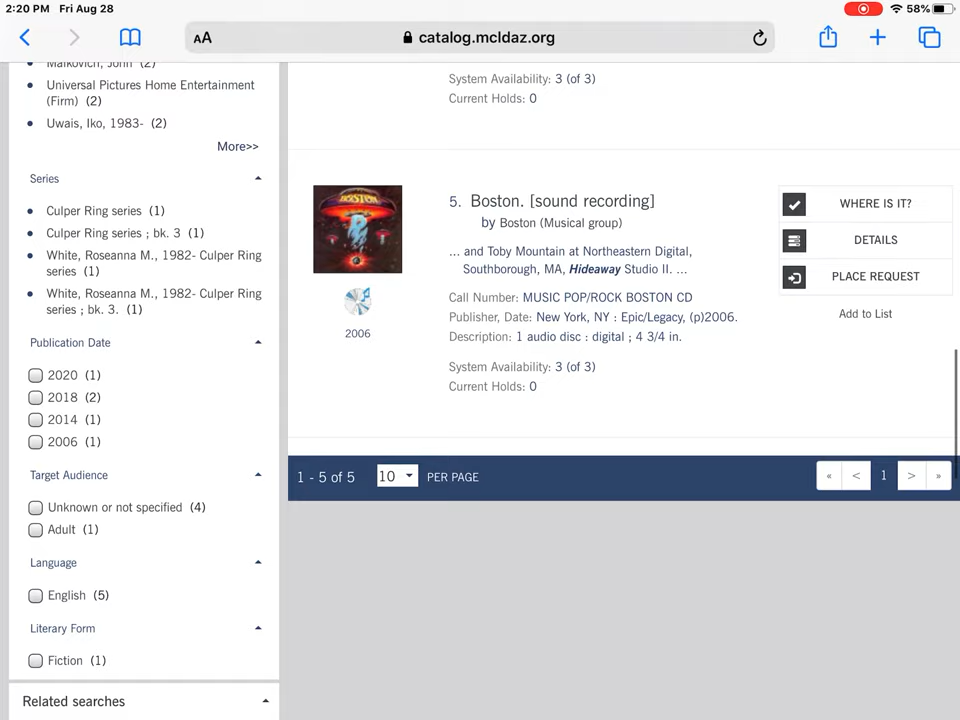 2:20 PM Fri Aug 28
58%
AA
catalog.mcldaz.org
Malkovich, John (2)
Universal Pictures Home Entertainment
(Firm) (2)
Uwais, Iko, 1983- (2)
More>>
Series
Culper Ring series (1)
Culper Ring series ; bk. 3 (1)
White, Roseanna M., 1982- Culper Ring
series (1)
White, Roseanna M., 1982- Culper Ring
series ; bk. 3. (1)
Publication Date
2020 (1)
2018 (2)
2014 (1)
2006 (1)
Target Audience
Unknown or not specified (4)
Adult (1)
Language
English (5)
Literary Form
Fiction (1)
Related searches
System Availability: 3 (of 3)
Current Holds: 0
BOSTON
2006
5. Boston. [sound recording]
by Boston (Musical group)
... and Toby Mountain at Northeastern Digital,
Southborough, MA, Hideaway Studio II. ...
Call Number: MUSIC POP/ROCK BOSTON CD
Publisher, Date: New York, NY : Epic/Legacy, (p)2006.
Description: 1 audio disc : digital ; 4 3/4 in.
System Availability: 3 (of 3)
Current Holds: 0
WHERE IS IT?
DETAILS
PLACE REQUEST
Add to List
1 - 5 of 5
10
PER PAGE
« < 1 > »